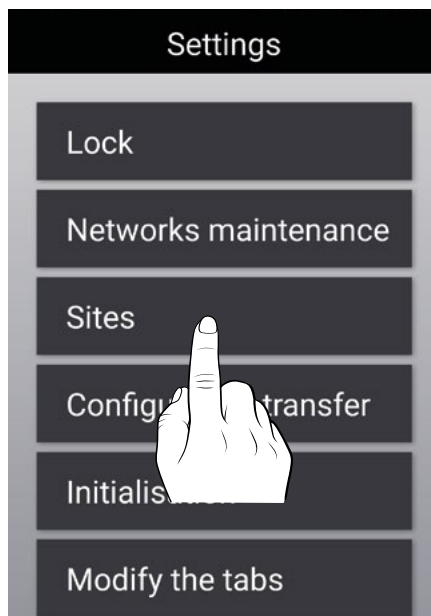 Settings
Lock
Networks maintenance
Sites
transfer
Modify the tabs